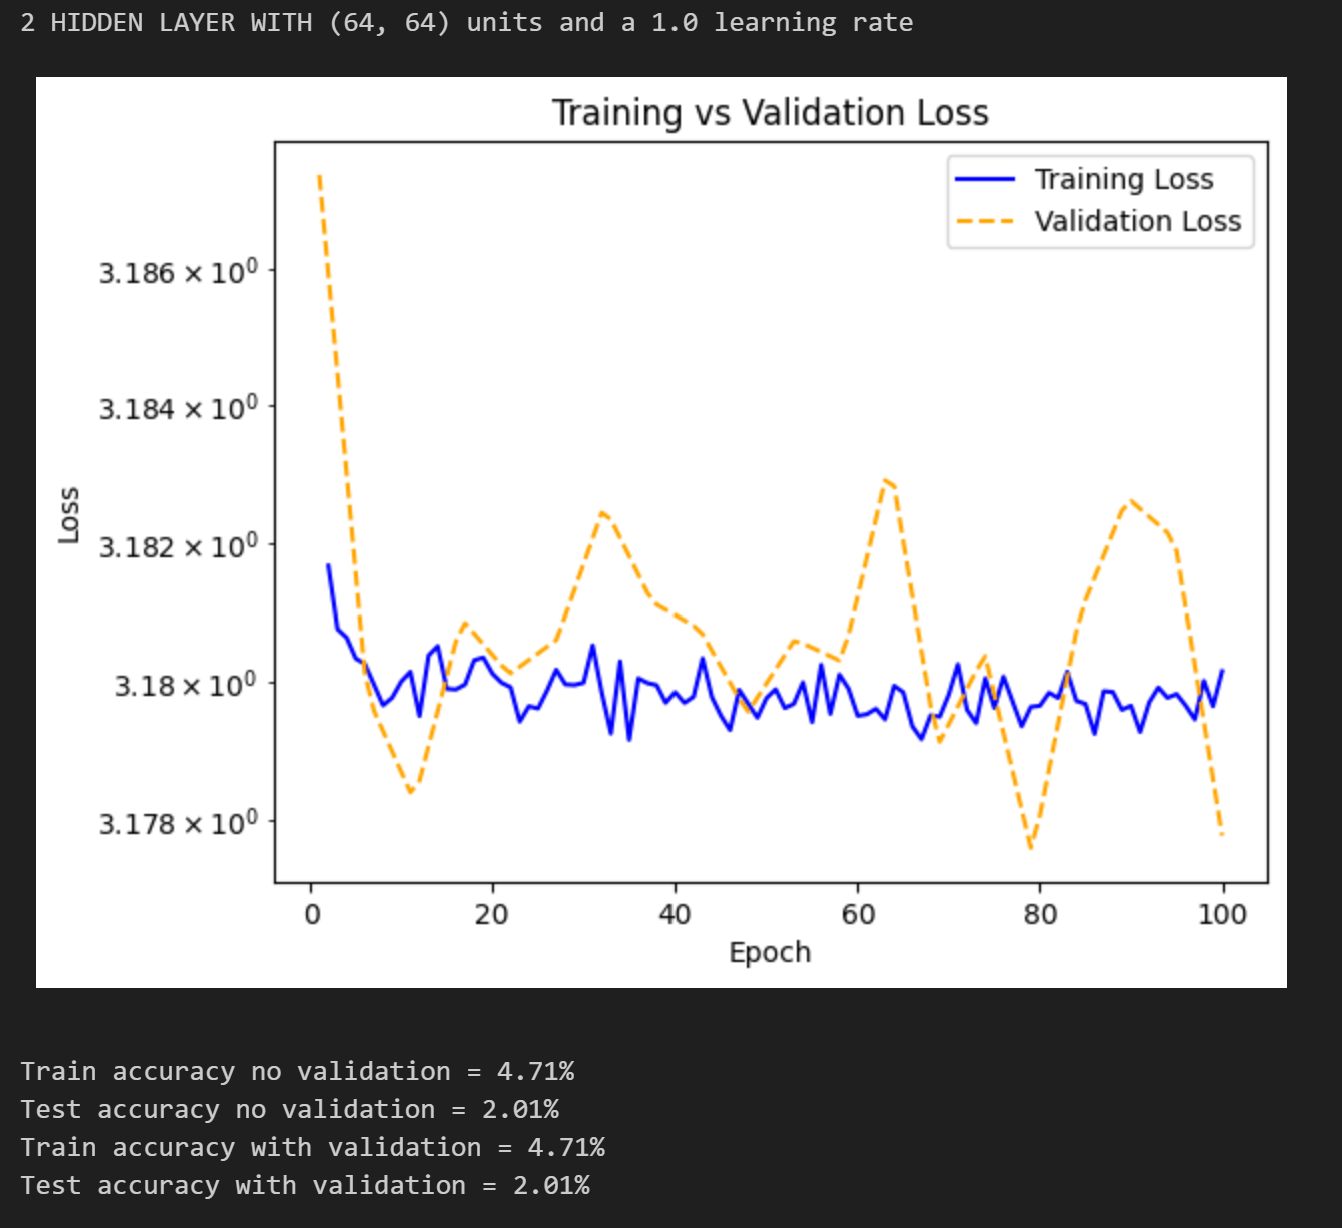 2 HIDDEN LAYER WITH (64, 64) units and a 1.0 learning rate
Training vs Validation Loss
Training Loss
Validation Loss
3.186 × 10⁰
3.184 × 10⁰
3.182 × 10⁰
3.18 × 10⁰
3.178 × 10⁰
Loss
0 20 40 60 80 100
Epoch
Train accuracy no validation = 4.71%
Test accuracy no validation = 2.01%
Train accuracy with validation = 4.71%
Test accuracy with validation = 2.01%